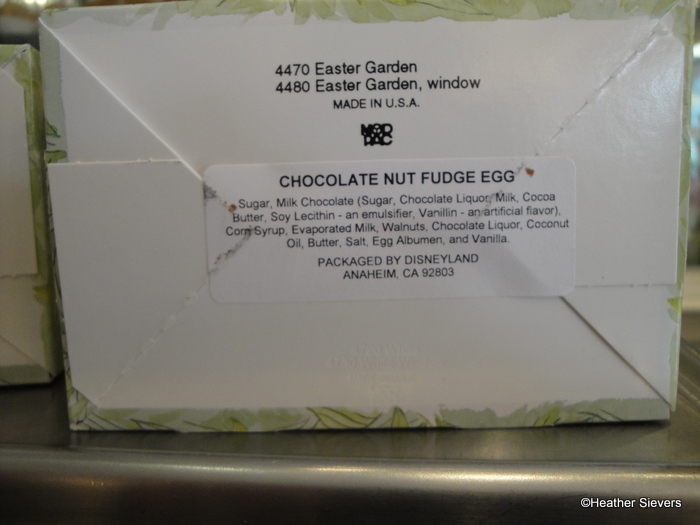 4470 Easter Garden
4480 Easter Garden, window
MADE IN U.S.A.
MOD
PAC
CHOCOLATE NUT FUDGE EGG
Sugar, Milk Chocolate (Sugar, Chocolate Liquor, Milk, Cocoa
Butter, Soy Lecithin - an emulsifier, Vanillin - an artificial flavor),
Corn Syrup, Evaporated Milk, Walnuts, Chocolate Liquor, Coconut
Oil, Butter, Salt, Egg Albumen, and Vanilla.
PACKAGED BY DISNEYLAND
ANAHEIM, CA 92803
©Heather Sievers